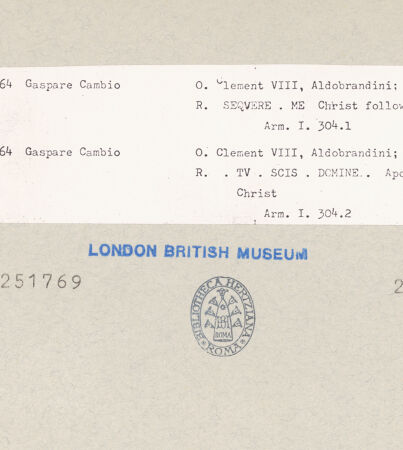 64 Gaspare Cambio O. Clement VIII, Aldobrandini;
R. SEQVERE . ME Christ follow
Arm. I. 304.1
64 Gaspare Cambio O. Clement VIII, Aldobrandini;
R. . TV . SCIS . DOMINE.. Apo
Christ
Arm. I. 304.2
LONDON BRITISH MUSEUM
251769 2
BIBLIOTHECA HERTZIANA
ROMA
ROMA